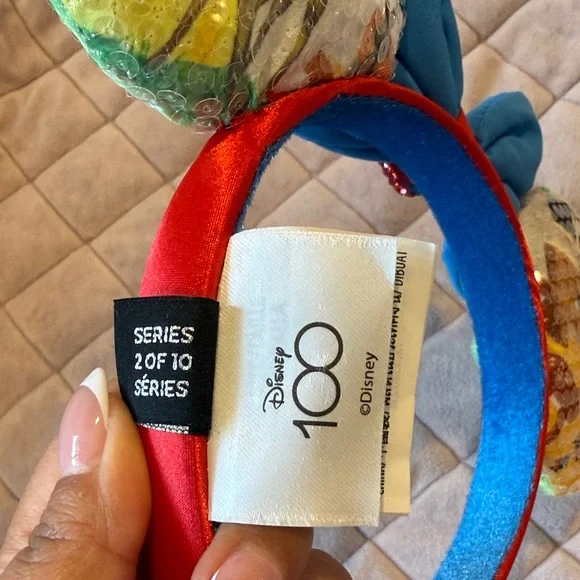 SERIES
2 OF 10
SÉRIES
Disney
100
©Disney